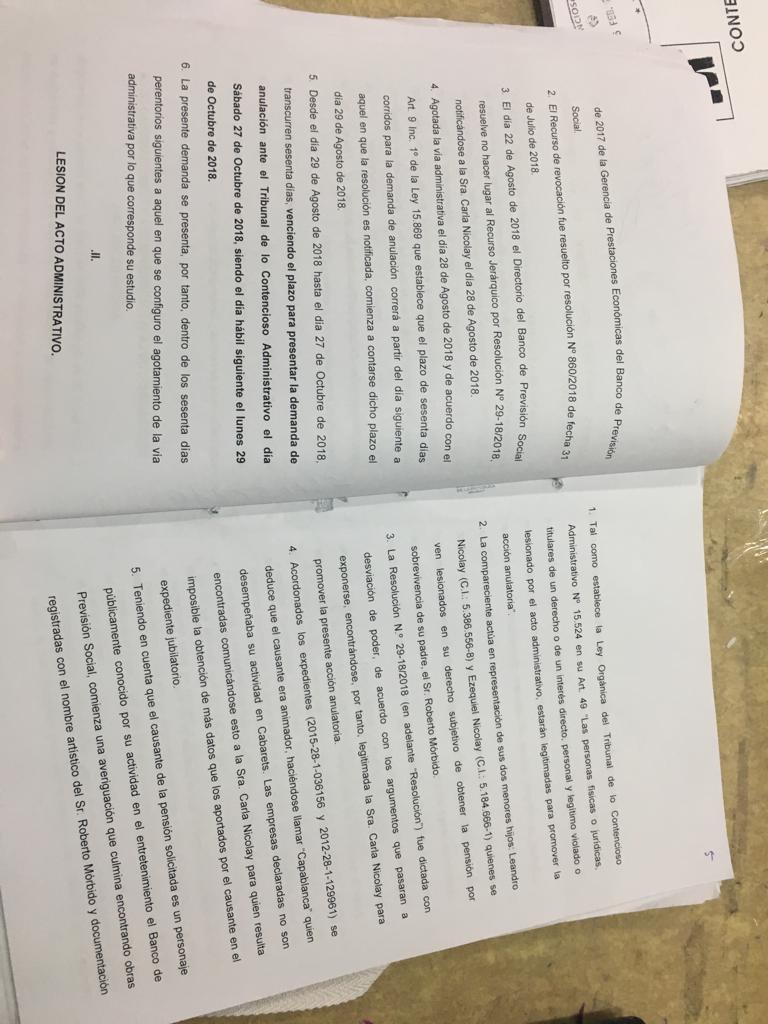 CONTE
de 2017 de la Gerencia de Prestaciones Económicas del Banco de Previsión
Social.
2. El Recurso de revocación fue resuelto por resolución Nº 860/2018 de fecha 31
de Julio de 2018.
3. El día 22 de Agosto de 2018 el Directorio del Banco de Previsión Social
resuelve no hacer lugar al Recurso Jerárquico por Resolución Nº 29-18/2018,
notificándose a la Sra. Carla Nicolay el día 28 de Agosto de 2018.
4. Agotada la vía administrativa el día 28 de Agosto de 2018 y de acuerdo con el
Art. 9 Inc. 1º de la Ley 15.869 que establece que el plazo de sesenta días
corridos para la demanda de anulación correrá a partir del día siguiente a
aquel en que la resolución es notificada, comienza a contarse dicho plazo el
día 29 de Agosto de 2018.
5. Desde el día 29 de Agosto de 2018 hasta el día 27 de Octubre de 2018,
transcurren sesenta días, venciendo el plazo para presentar la demanda de
anulación ante el Tribunal de lo Contencioso Administrativo el día
Sábado 27 de Octubre de 2018, siendo el día hábil siguiente el lunes 29
de Octubre de 2018.
6. La presente demanda se presenta, por tanto, dentro de los sesenta días
perentorios siguientes a aquel en que se configuro el agotamiento de la vía
administrativa por lo que corresponde su estudio.
.II.
LESION DEL ACTO ADMINISTRATIVO.
5
1. Tal como establece la Ley Orgánica del Tribunal de lo Contencioso
Administrativo Nº 15.524 en su Art. 49 "Las personas físicas o jurídicas,
titulares de un derecho o de un interés directo, personal y legítimo violado o
lesionado por el acto administrativo, estarán legitimadas para promover la
acción anulatoria".
2. La compareciente actúa en representación de sus dos menores hijos: Leandro
Nicolay (C.I.: 5.386.556-8) y Ezequiel Nicolay (C.I.: 5.184.666-1) quienes se
ven lesionados en su derecho subjetivo de obtener la pensión por
sobrevivencia de su padre, el Sr. Roberto Mórbido.
3. La Resolución N.º 29-18/2018 (en adelante "Resolución") fue dictada con
desviación de poder, de acuerdo con los argumentos que pasaran a
exponerse, encontrándose, por tanto, legitimada la Sra. Carla Nicolay para
promover la presente acción anulatoria.
4. Acordonados los expedientes (2015-28-1-036156 y 2012-28-1-129961) se
deduce que el causante era animador, haciéndose llamar "Capablanca" quien
desempeñaba su actividad en Cabarets. Las empresas declaradas no son
encontradas comunicándose esto a la Sra. Carla Nicolay para quien resulta
imposible la obtención de más datos que los aportados por el causante en el
expediente jubilatorio.
5. Teniendo en cuenta que el causante de la pensión solicitada es un personaje
públicamente conocido por su actividad en el entretenimiento el Banco de
Previsión Social, comienza una averiguación que culmina encontrando obras
registradas con el nombre artístico del Sr. Roberto Mórbido y documentación